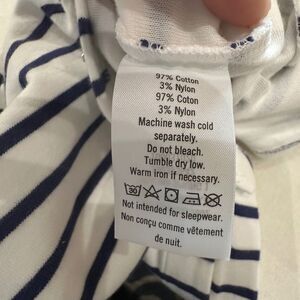 97% Cotton
3% Nylon
97% Coton
3% Nylon
Machine wash cold
separately.
Do not bleach.
Tumble dry low.
Warm iron if necessary.
30
Not intended for sleepwear.
Non conçu comme vêtement
de nuit.